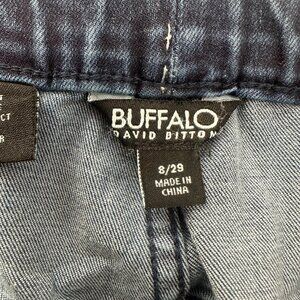 BUFFALO
DAVID BITTON
8/29
MADE IN
CHINA